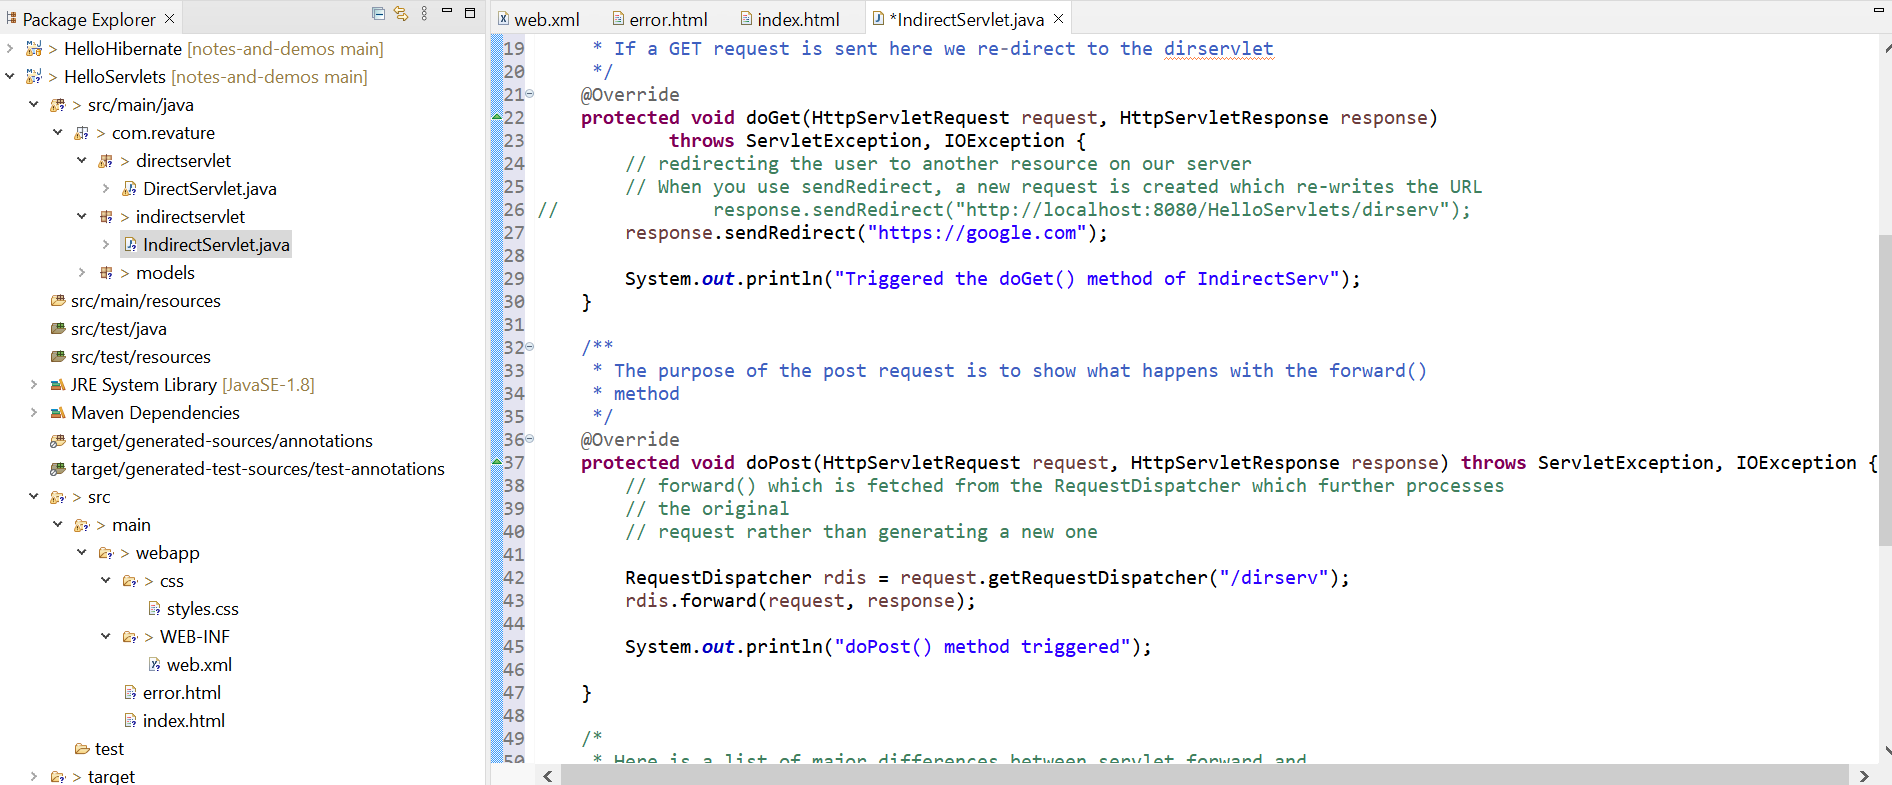 Package Explorer
> HelloHibernate [notes-and-demos main]
> HelloServlets [notes-and-demos main]
> src/main/java
> com.revature
> directservlet
DirectServlet.java
> indirectservlet
IndirectServlet.java
> models
src/main/resources
src/test/java
src/test/resources
JRE System Library [JavaSE-1.8]
Maven Dependencies
target/generated-sources/annotations
target/generated-test-sources/test-annotations
> src
> main
> webapp
> css
styles.css
> WEB-INF
web.xml
error.html
index.html
test
> target
web.xml error.html index.html *IndirectServlet.java
19 * If a GET request is sent here we re-direct to the dirservlet
20 */
21 @Override
22 protected void doGet(HttpServletRequest request, HttpServletResponse response)
23 throws ServletException, IOException {
24 // redirecting the user to another resource on our server
25 // When you use sendRedirect, a new request is created which re-writes the URL
26 // response.sendRedirect("http://localhost:8080/HelloServlets/dirserv");
27 response.sendRedirect("https://google.com");
28
29 System.out.println("Triggered the doGet() method of IndirectServ");
30 }
31
32 /**
33 * The purpose of the post request is to show what happens with the forward()
34 * method
35 */
36 @Override
37 protected void doPost(HttpServletRequest request, HttpServletResponse response) throws ServletException, IOException {
38 // forward() which is fetched from the RequestDispatcher which further processes
39 // the original
40 // request rather than generating a new one
41
42 RequestDispatcher rdis = request.getRequestDispatcher("/dirserv");
43 rdis.forward(request, response);
44
45 System.out.println("doPost() method triggered");
46
47 }
48
49 /*
50 * Here is a list of major differences between servlet forward and